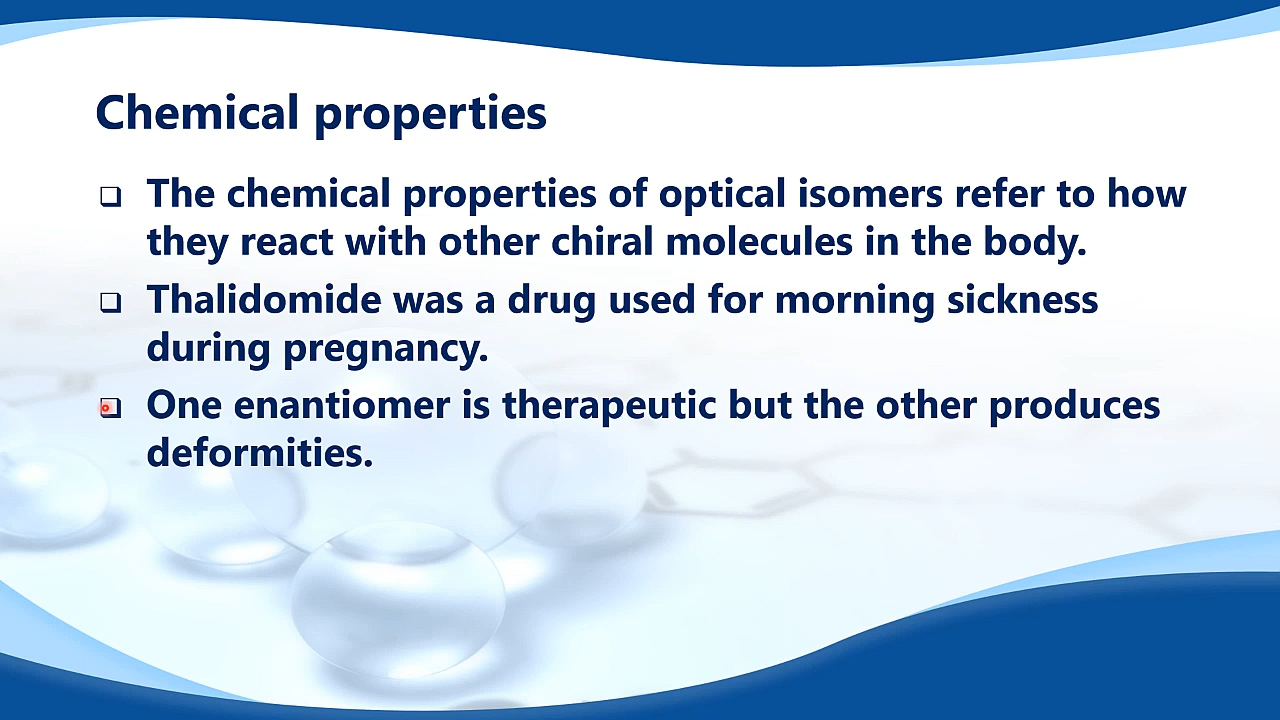 Chemical properties
❑ The chemical properties of optical isomers refer to how
they react with other chiral molecules in the body.
❑ Thalidomide was a drug used for morning sickness
during pregnancy.
❑ One enantiomer is therapeutic but the other produces
deformities.